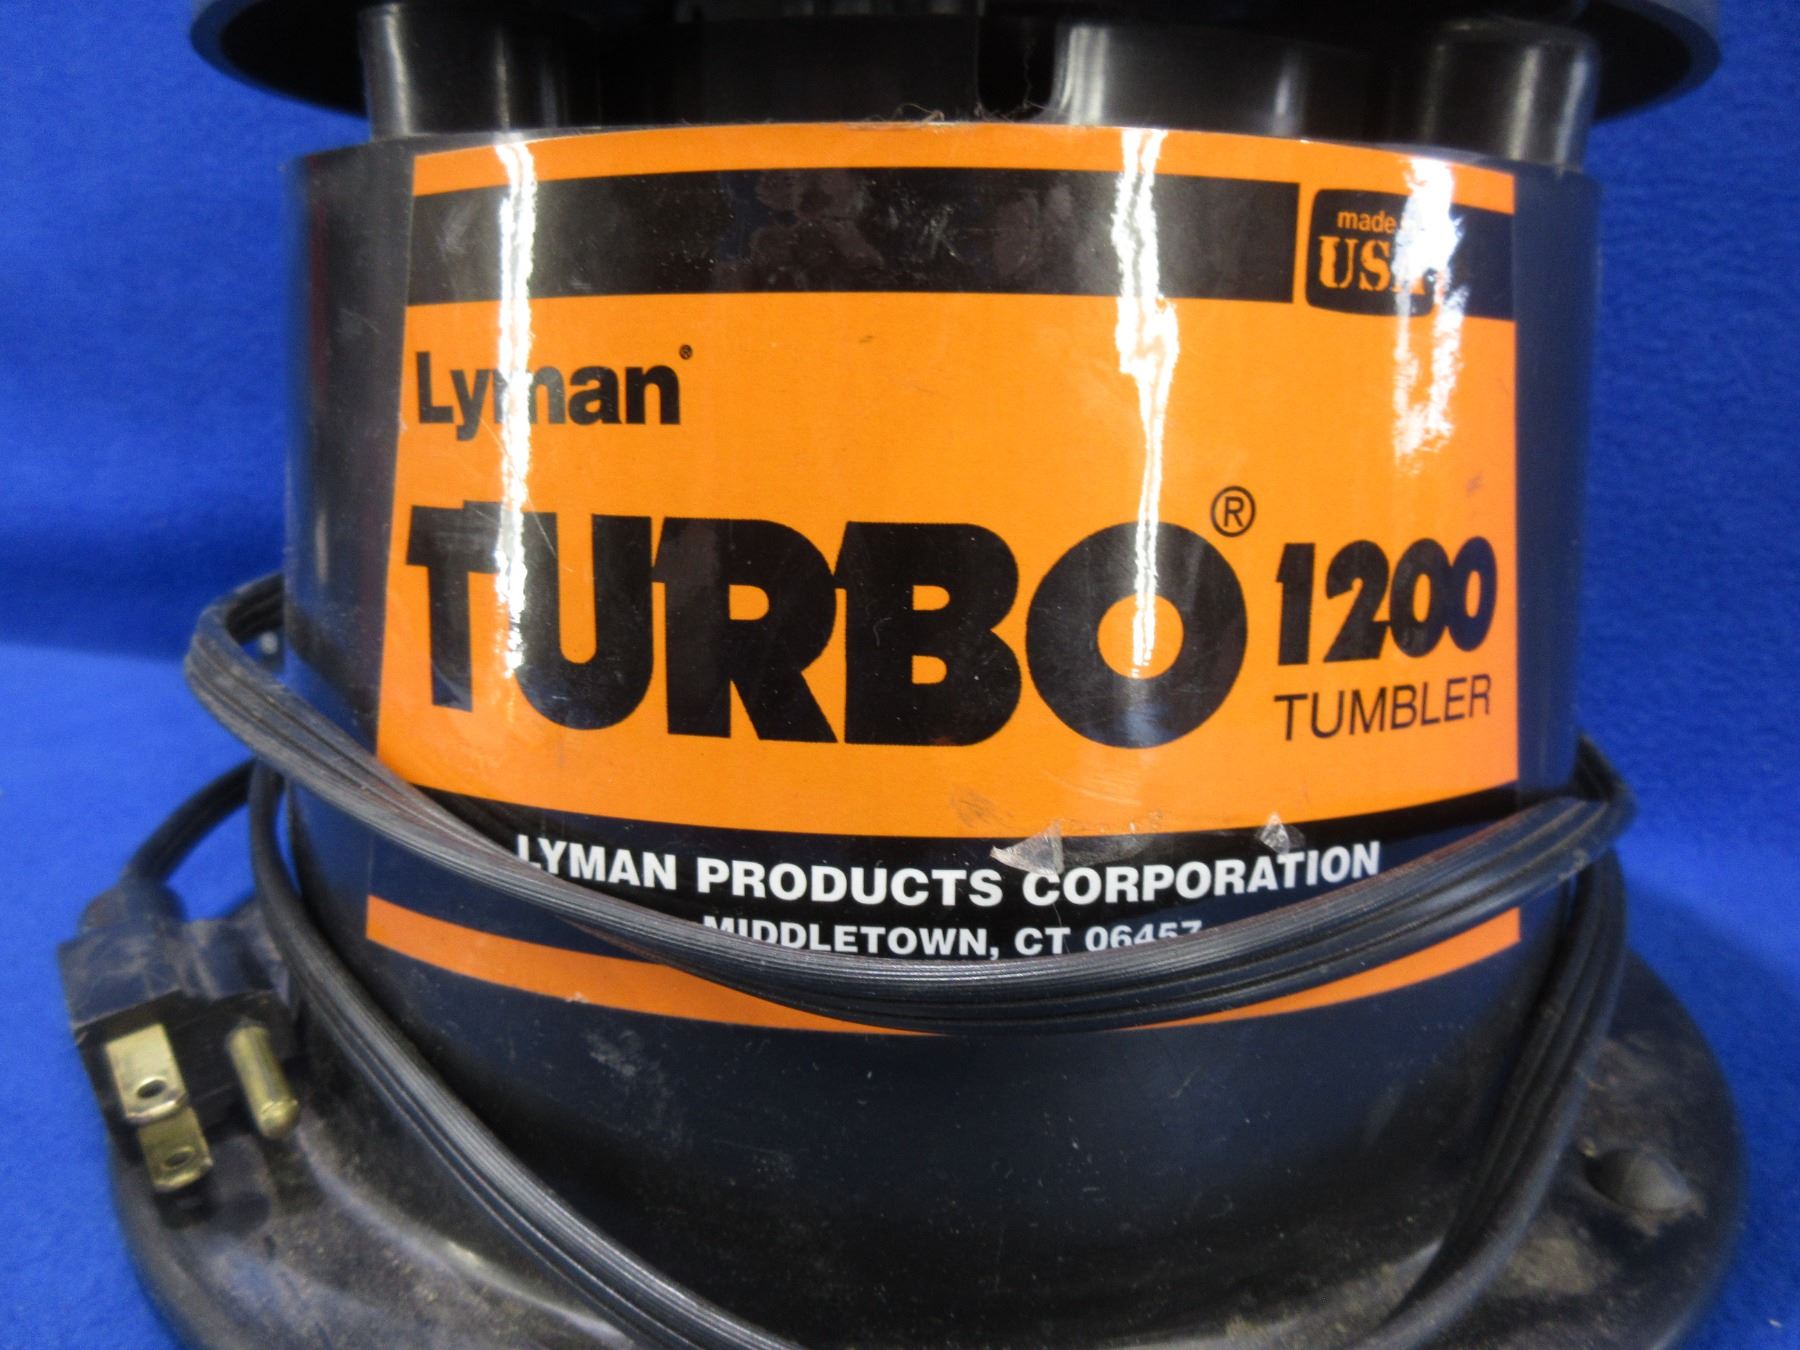 made
USA
Lyman®
TURBO® 1200
TUMBLER
LYMAN PRODUCTS CORPORATION
MIDDLETOWN, CT 06457